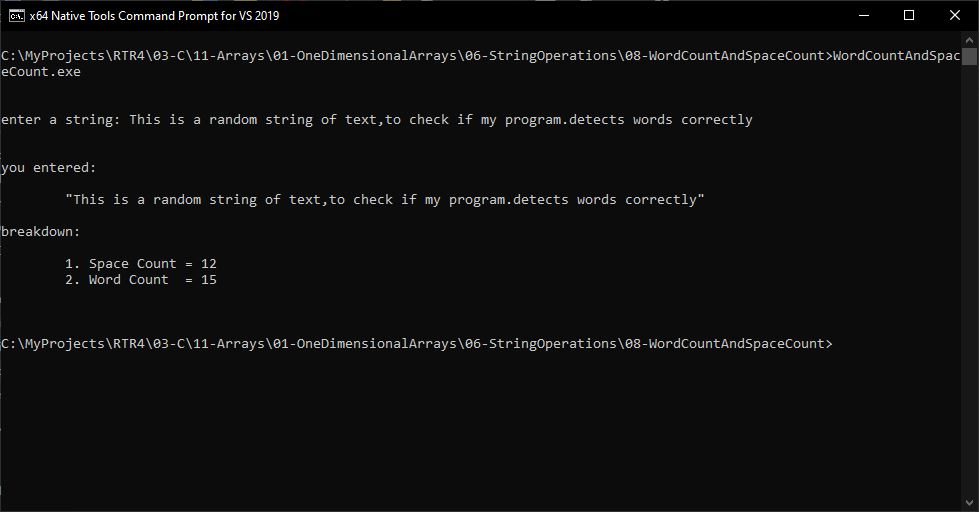 x64 Native Tools Command Prompt for VS 2019
C:\MyProjects\RTR4\03-C\11-Arrays\01-OneDimensionalArrays\06-StringOperations\08-WordCountAndSpaceCount>WordCountAndSpac
eCount.exe
enter a string: This is a random string of text,to check if my program.detects words correctly
you entered:
"This is a random string of text,to check if my program.detects words correctly"
breakdown:
1. Space Count = 12
2. Word Count  = 15
C:\MyProjects\RTR4\03-C\11-Arrays\01-OneDimensionalArrays\06-StringOperations\08-WordCountAndSpaceCount>